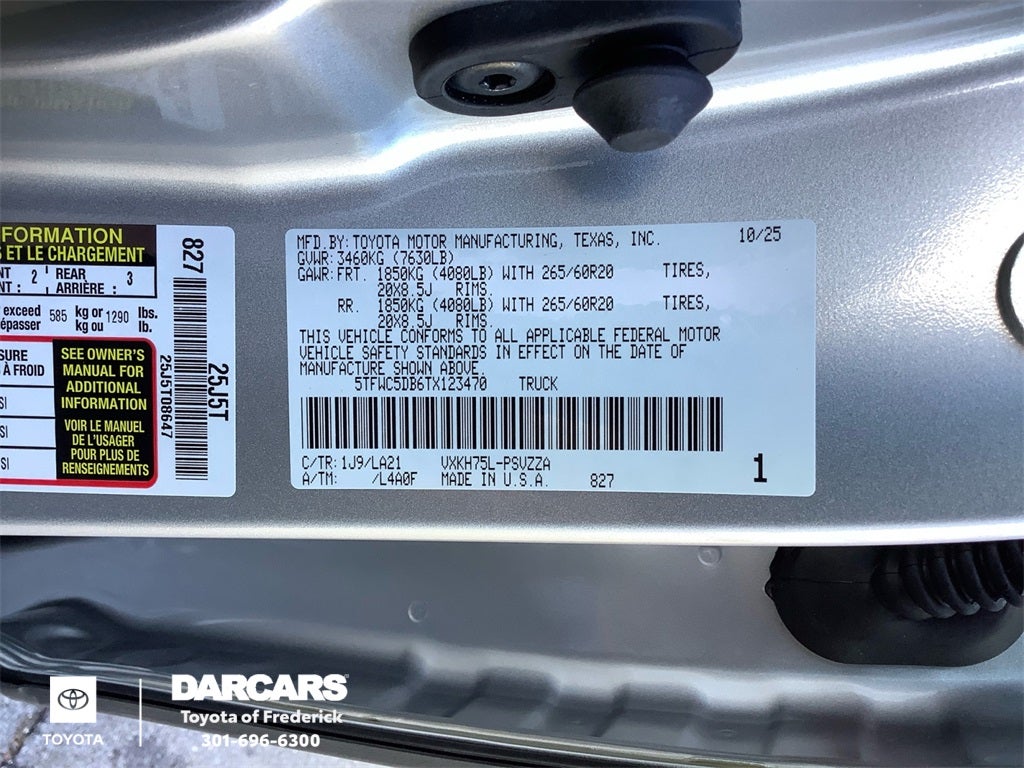 FORMATION
ET LE CHARGEMENT
2 REAR 3
ARRIÈRE :
exceed 585 kg or 1290 lbs.
kg ou lb.
À FROID
SEE OWNER'S
MANUAL FOR
ADDITIONAL
INFORMATION
VOIR LE MANUEL
DE L'USAGER
POUR PLUS DE
RENSEIGNEMENTS
827
25J5T08647
25J5T
MFD.BY:TOYOTA MOTOR MANUFACTURING, TEXAS, INC. 10/25
GVWR:3460KG (7630LB)
GAWR:FRT. 1850KG (4080LB) WITH 265/60R20 TIRES,
20X8.5J RIMS.
RR. 1850KG (4080LB) WITH 265/60R20 TIRES,
20X8.5J RIMS.
THIS VEHICLE CONFORMS TO ALL APPLICABLE FEDERAL MOTOR
VEHICLE SAFETY STANDARDS IN EFFECT ON THE DATE OF
MANUFACTURE SHOWN ABOVE.
5TFWC5DB6TX123470 TRUCK
C/TR:1J9/LA21 VXKH75L-PSVZZA
A/TM: /L4A0F MADE IN U.S.A. 827
1
TOYOTA
DARCARS
Toyota of Frederick
301-696-6300